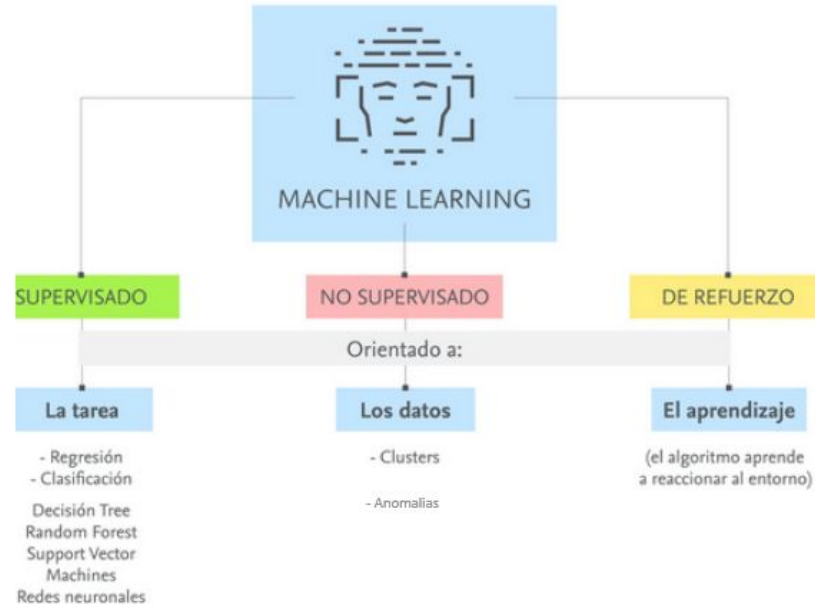 MACHINE LEARNING
SUPERVISADO
NO SUPERVISADO
DE REFUERZO
Orientado a:
La tarea
Los datos
El aprendizaje
- Regresión
- Clasificación
Decisión Tree
Random Forest
Support Vector
Machines
Redes neuronales
- Clusters
- Anomalias
(el algoritmo aprende
a reaccionar al entorno)